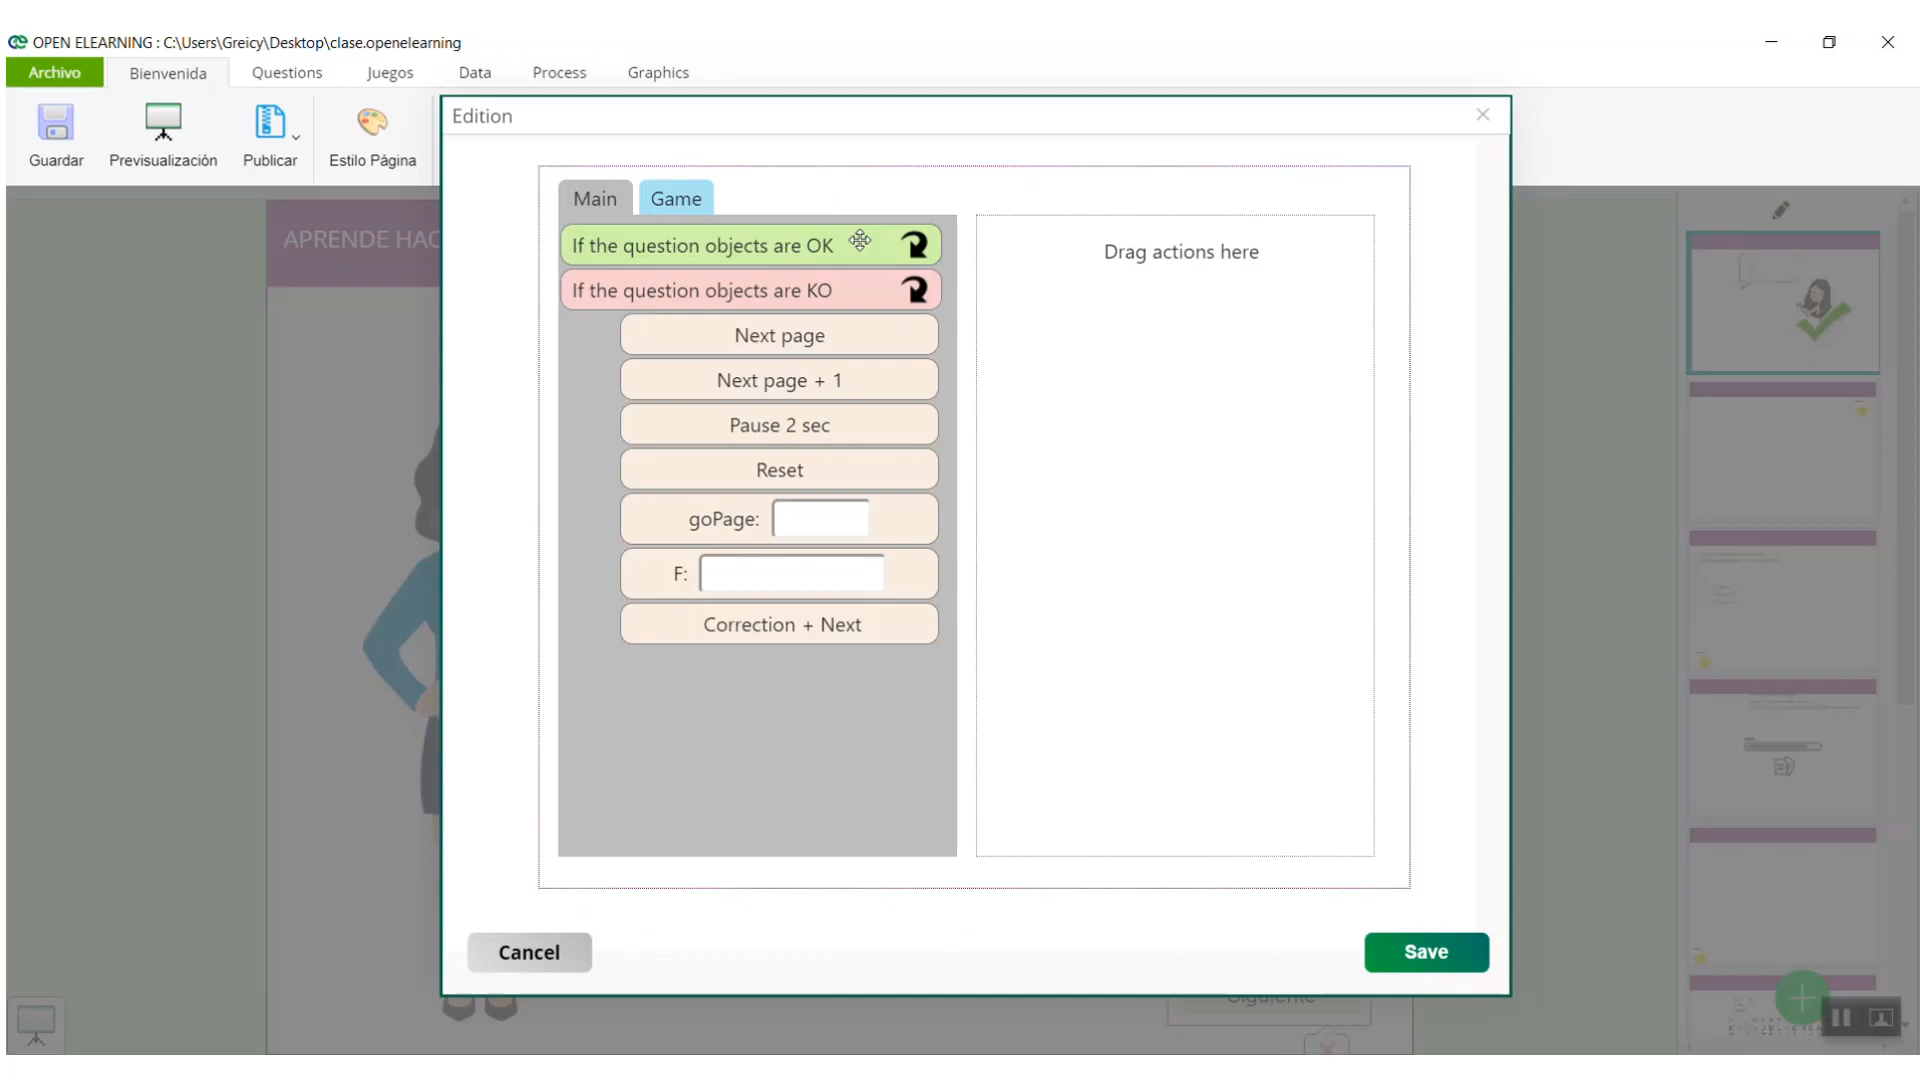 OPEN ELEARNING : C:\Users\Greicy\Desktop\clase.openelearning
Archivo
Bienvenida
Questions
Juegos
Data
Process
Graphics
Guardar
Previsualización
Publicar
Estilo Página
Edition
APRENDE HAC
Main
Game
If the question objects are OK
If the question objects are KO
Drag actions here
Next page
Next page + 1
Pause 2 sec
Reset
goPage:
F:
Correction + Next
Cancel
Save
Siguiente